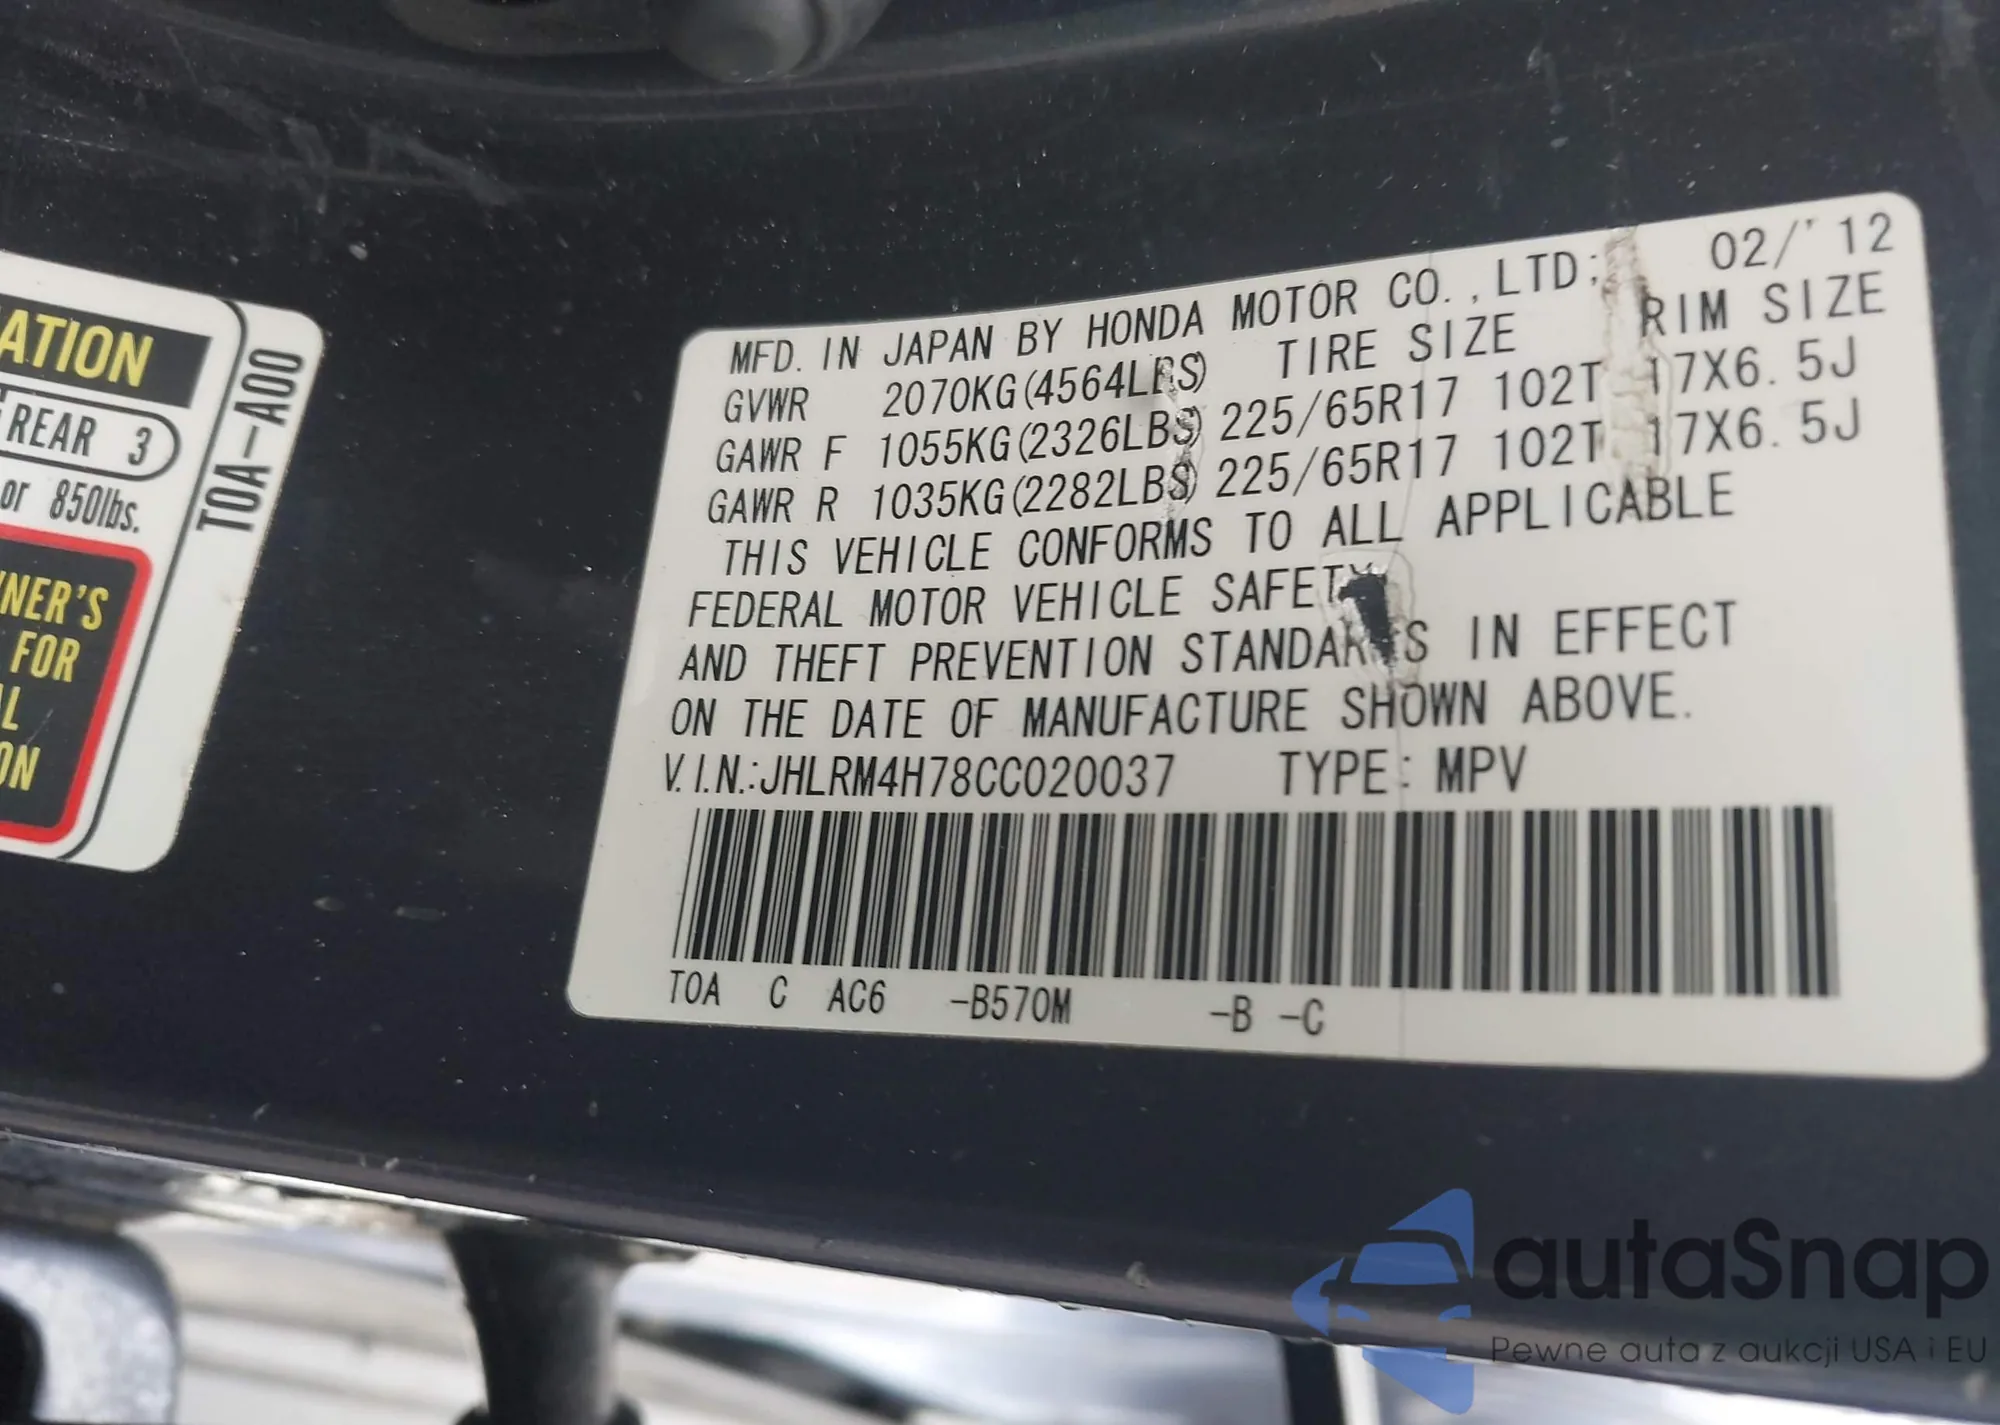 ATION
REAR 3
or 850lbs.
NER'S
FOR
AL
ON
TOA-A00
MFD. IN JAPAN BY HONDA MOTOR CO.,LTD; 02/'12
GVWR 2070KG(4564LBS) TIRE SIZE RIM SIZE
GAWR F 1055KG(2326LBS) 225/65R17 102T 17X6.5J
GAWR R 1035KG(2282LBS) 225/65R17 102T 17X6.5J
THIS VEHICLE CONFORMS TO ALL APPLICABLE
FEDERAL MOTOR VEHICLE SAFETY
AND THEFT PREVENTION STANDARDS IN EFFECT
ON THE DATE OF MANUFACTURE SHOWN ABOVE.
V.I.N.:JHLRM4H78CC020037 TYPE: MPV
TOA C AC6 -B570M -B -C
autaSnap
Pewne auta z aukcji USA i EU